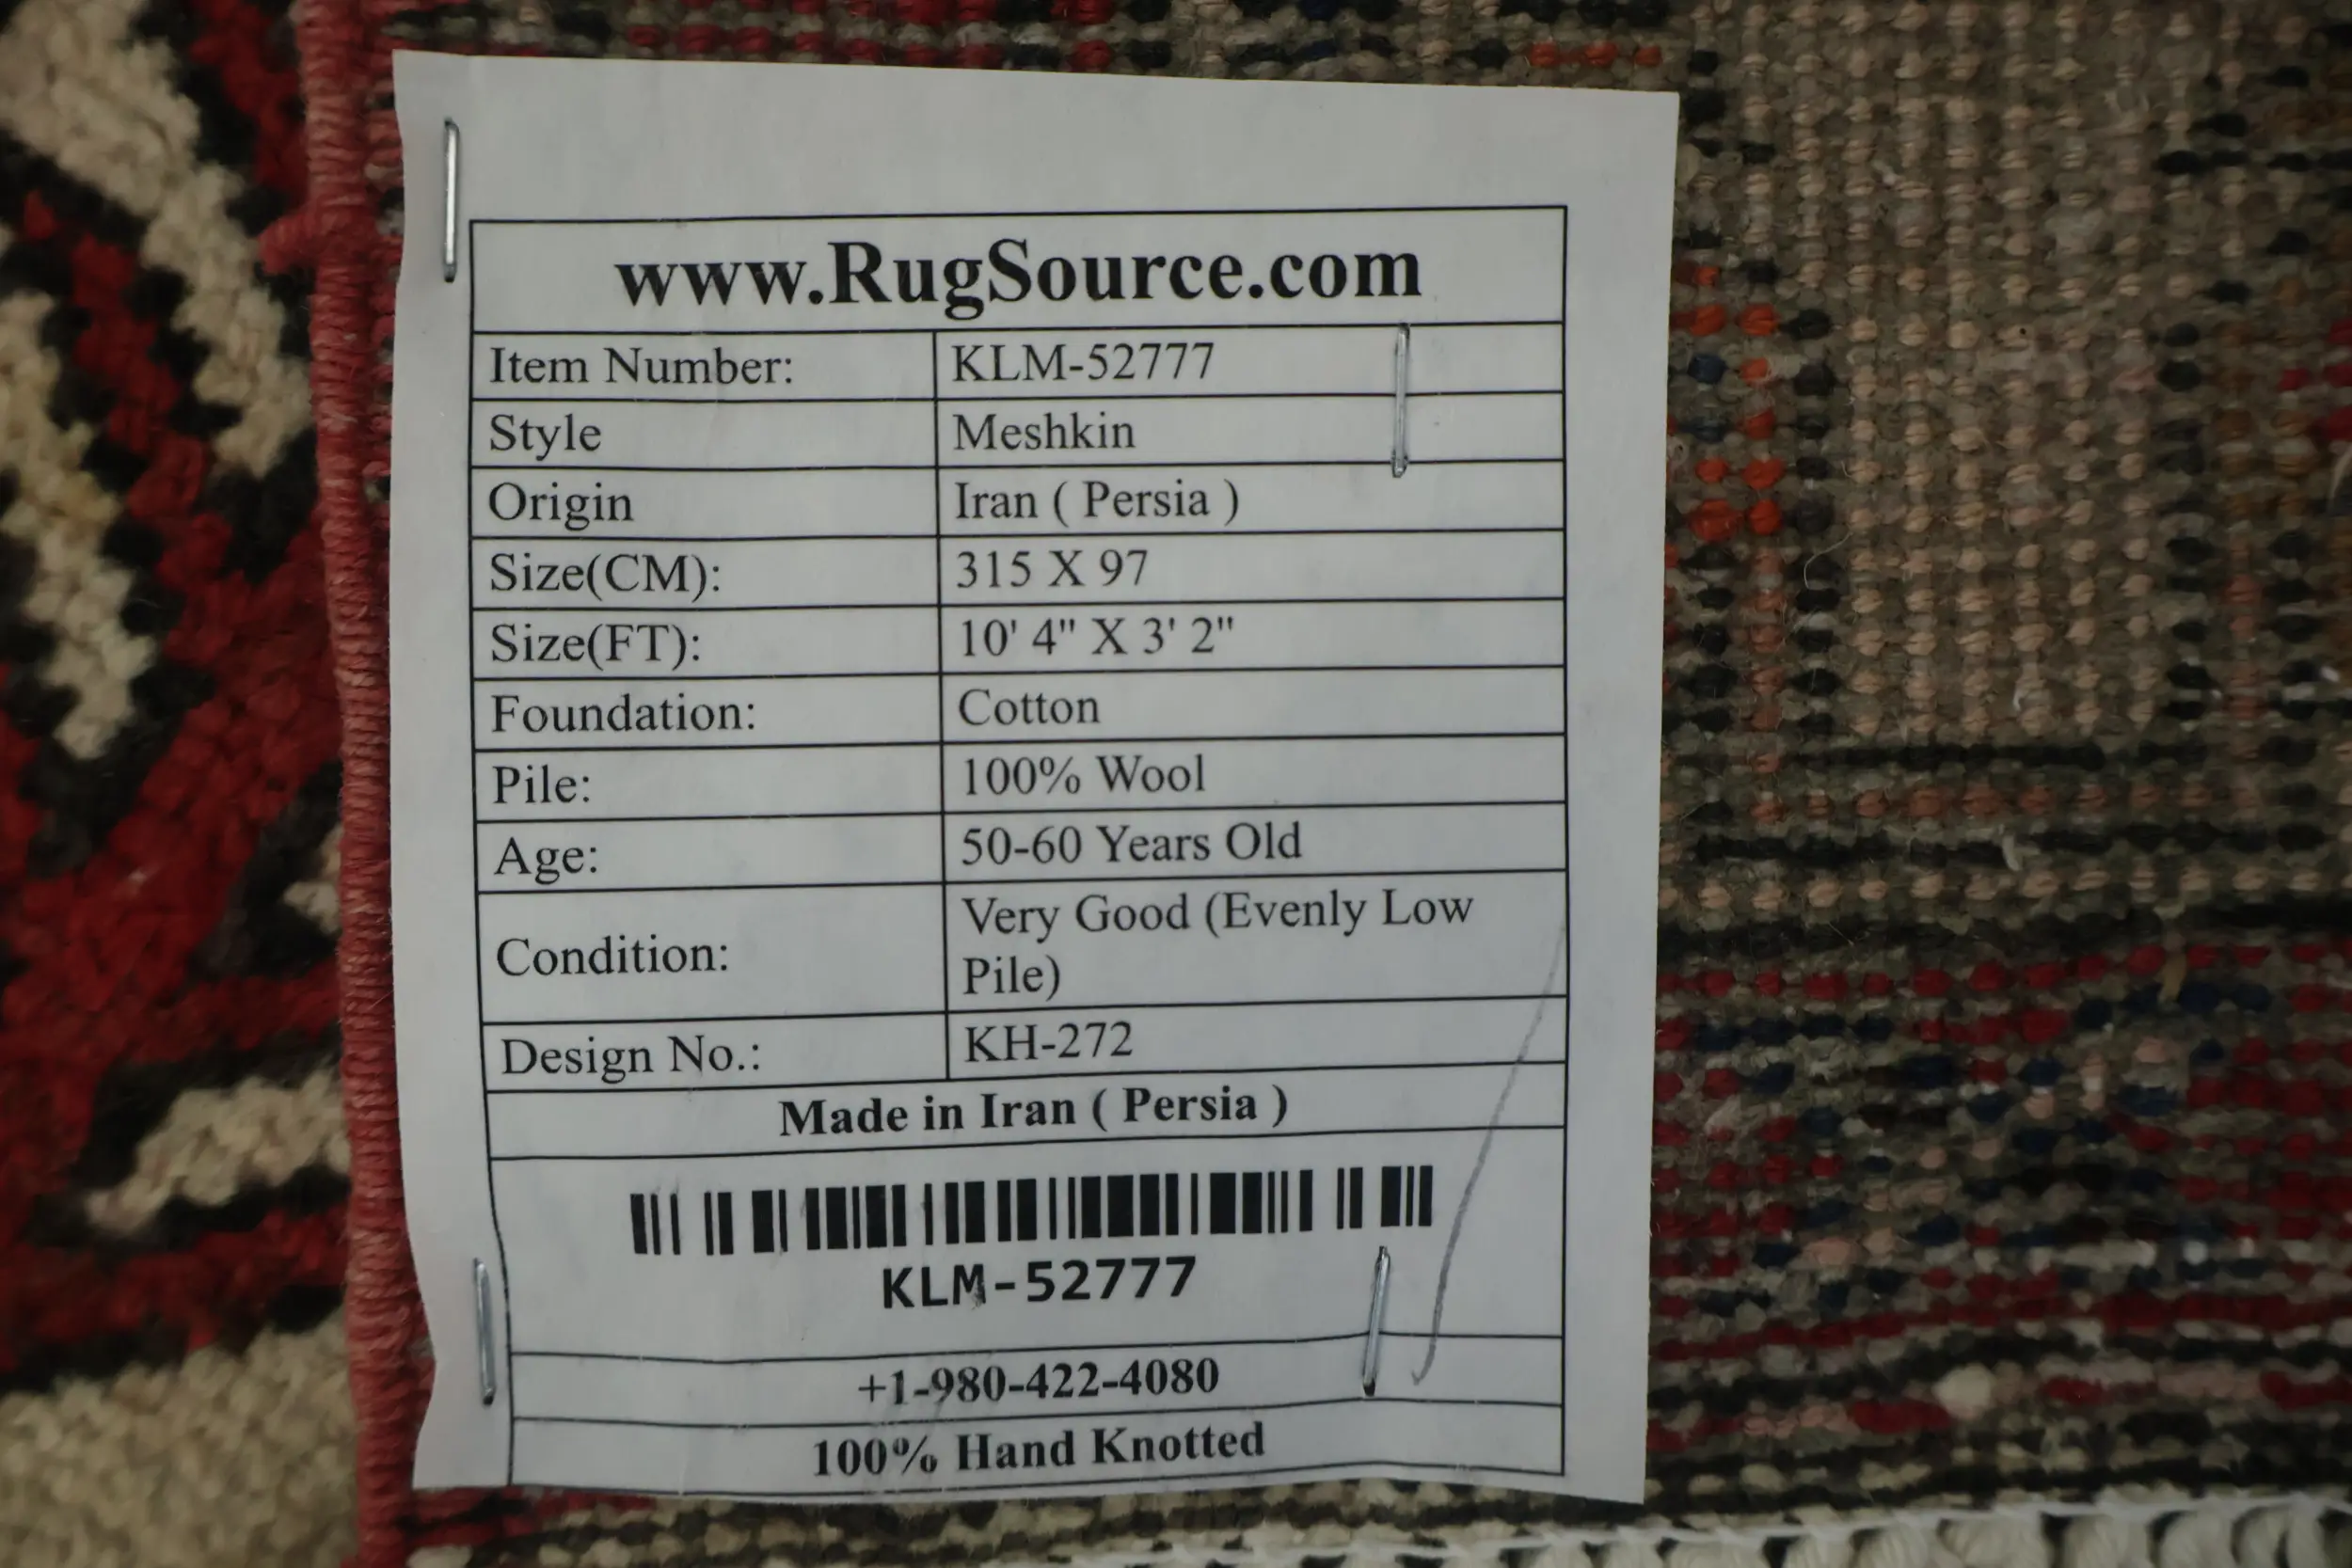 www.RugSource.com
Item Number: KLM-52777
Style Meshkin
Origin Iran ( Persia )
Size(CM): 315 X 97
Size(FT): 10' 4" X 3' 2"
Foundation: Cotton
Pile: 100% Wool
Age: 50-60 Years Old
Condition: Very Good (Evenly Low
Pile)
Design No.: KH-272
Made in Iran ( Persia )
KLM-52777
+1-980-422-4080
100% Hand Knotted